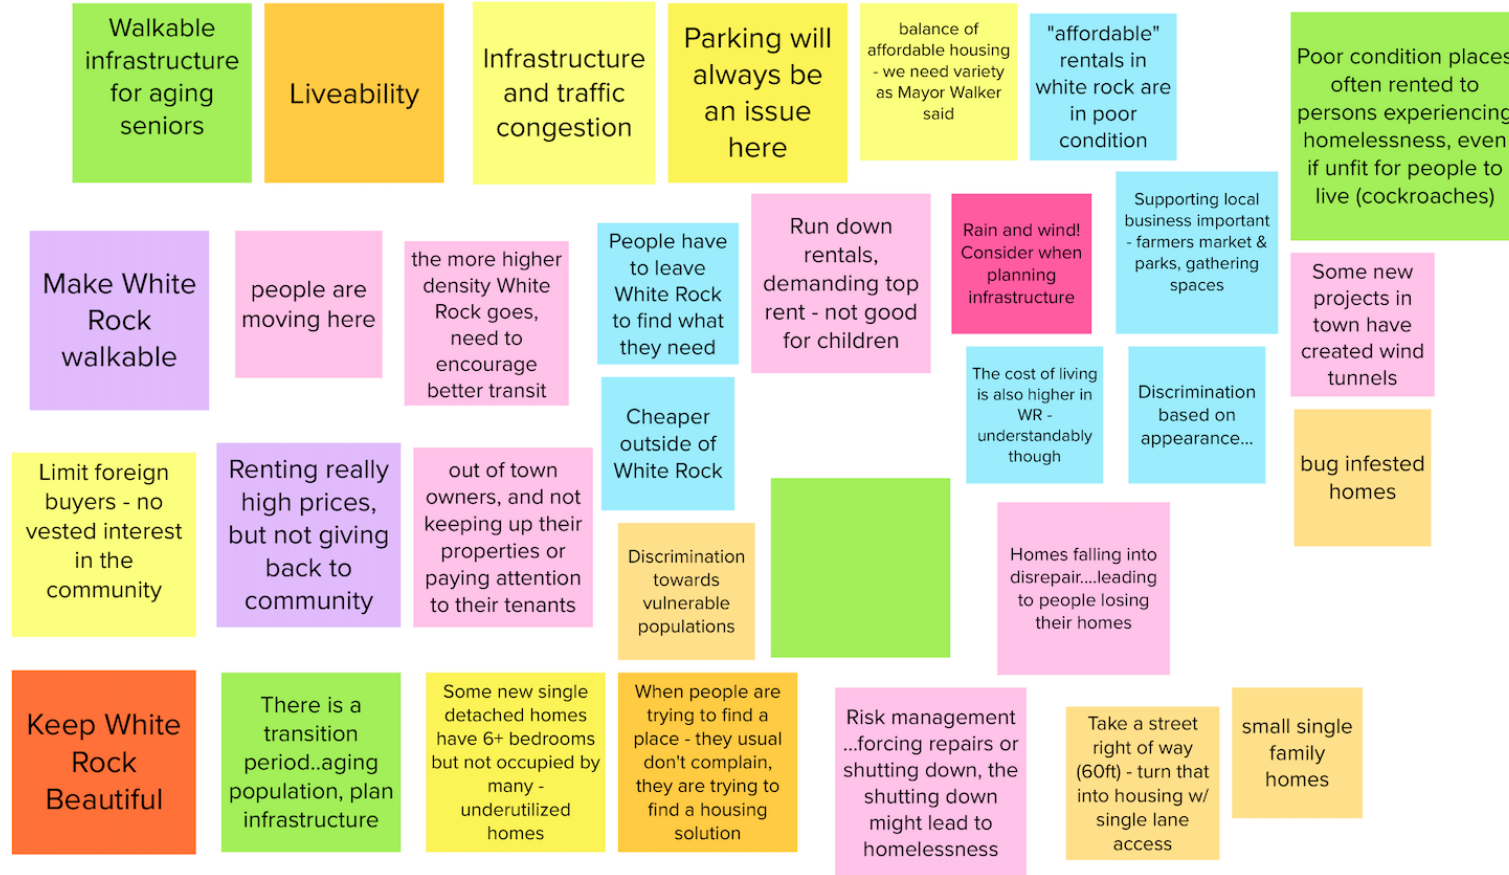 Walkable
infrastructure
for aging
seniors
Liveability
Infrastructure
and traffic
congestion
Parking will
always be
an issue
here
balance of
affordable housing
- we need variety
as Mayor Walker
said
"affordable"
rentals in
white rock are
in poor
condition
Poor condition places
often rented to
persons experiencing
homelessness, even
if unfit for people to
live (cockroaches)
Make White
Rock
walkable
people are
moving here
the more higher
density White
Rock goes,
need to
encourage
better transit
People have
to leave
White Rock
to find what
they need
Run down
rentals,
demanding top
rent - not good
for children
Rain and wind!
Consider when
planning
infrastructure
Supporting local
business important
- farmers market &
parks, gathering
spaces
Some new
projects in
town have
created wind
tunnels
Cheaper
outside of
White Rock
The cost of living
is also higher in
WR -
understandably
though
Discrimination
based on
appearance...
bug infested
homes
Limit foreign
buyers - no
vested interest
in the
community
Renting really
high prices,
but not giving
back to
community
out of town
owners, and not
keeping up their
properties or
paying attention
to their tenants
Discrimination
towards
vulnerable
populations
Homes falling into
disrepair....leading
to people losing
their homes
Keep White
Rock
Beautiful
There is a
transition
period..aging
population, plan
infrastructure
Some new single
detached homes
have 6+ bedrooms
but not occupied by
many -
underutilized
homes
When people are
trying to find a
place - they usual
don't complain,
they are trying to
find a housing
solution
Risk management
...forcing repairs or
shutting down, the
shutting down
might lead to
homelessness
Take a street
right of way
(60ft) - turn that
into housing w/
single lane
access
small single
family
homes